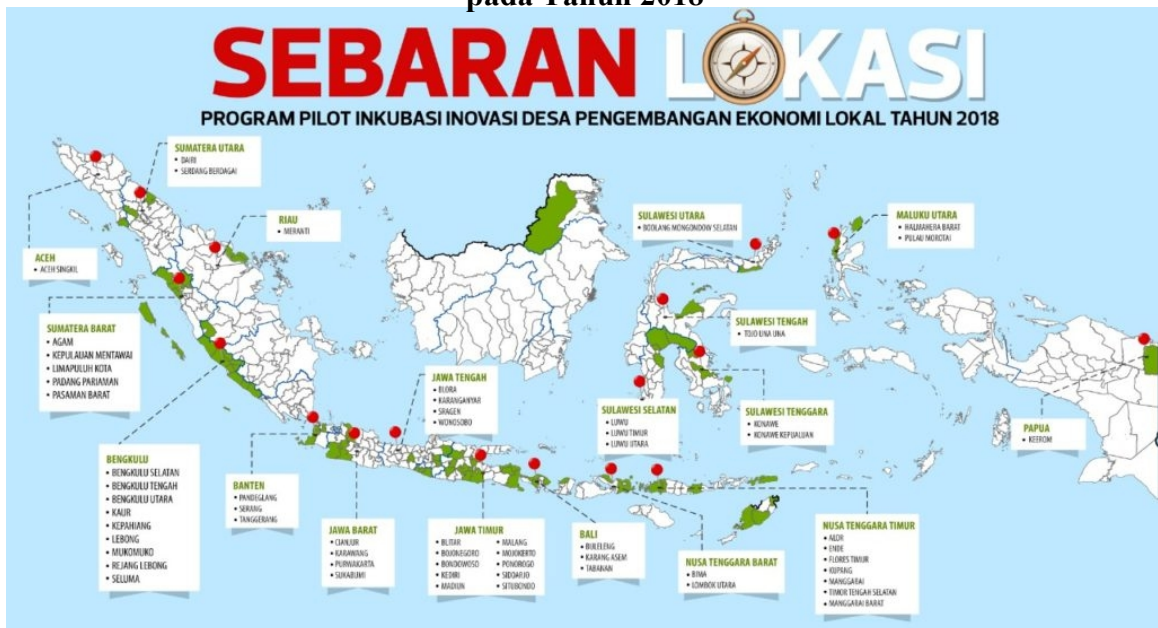 pada Tahun 2018
SEBARAN LOKASI
PROGRAM PILOT INKUBASI INOVASI DESA PENGEMBANGAN EKONOMI LOKAL TAHUN 2018
SUMATERA UTARA
• DAIRI
• SERDANG BERDAGAI
RIAU
• MERANTI
ACEH
• ACEH SINGKIL
SUMATERA BARAT
• AGAM
• KEPULAUAN MENTAWAI
• LIMAPULUH KOTA
• PADANG PARIAMAN
• PASAMAN BARAT
BENGKULU
• BENGKULU SELATAN
• BENGKULU TENGAH
• BENGKULU UTARA
• KAUR
• KEPAHIANG
• LEBONG
• MUKOMUKO
• REJANG LEBONG
• SELUMA
BANTEN
• PANDEGLANG
• SERANG
• TANGGERANG
JAWA BARAT
• CIANJUR
• KARAWANG
• PURWAKARTA
• SUKABUMI
JAWA TENGAH
• BLORA
• KARANGANYAR
• SRAGEN
• WONOSOBO
JAWA TIMUR
• BLITAR
• BOJONEGORO
• BONDOWOSO
• KEDIRI
• MADIUN
• MALANG
• MOJOKERTO
• PONOROGO
• SIDOARJO
• SITUBONDO
BALI
• BULELENG
• KARANG ASEM
• TABANAN
NUSA TENGGARA BARAT
• BIMA
• LOMBOK UTARA
NUSA TENGGARA TIMUR
• ALOR
• ENDE
• FLORES TIMUR
• KUPANG
• MANGGARAI
• TIMOR TENGAH SELATAN
• MANGGARAI BARAT
SULAWESI UTARA
• BOOLANG MONGONDOW SELATAN
MALUKU UTARA
• HALMAHERA BARAT
• PULAU MOROTAI
SULAWESI TENGAH
• TOJO UNA UNA
SULAWESI SELATAN
• LUWU
• LUWU TIMUR
• LUWU UTARA
SULAWESI TENGGARA
• KONAWE
• KONAWE KEPUALUAN
PAPUA
• KEEROM